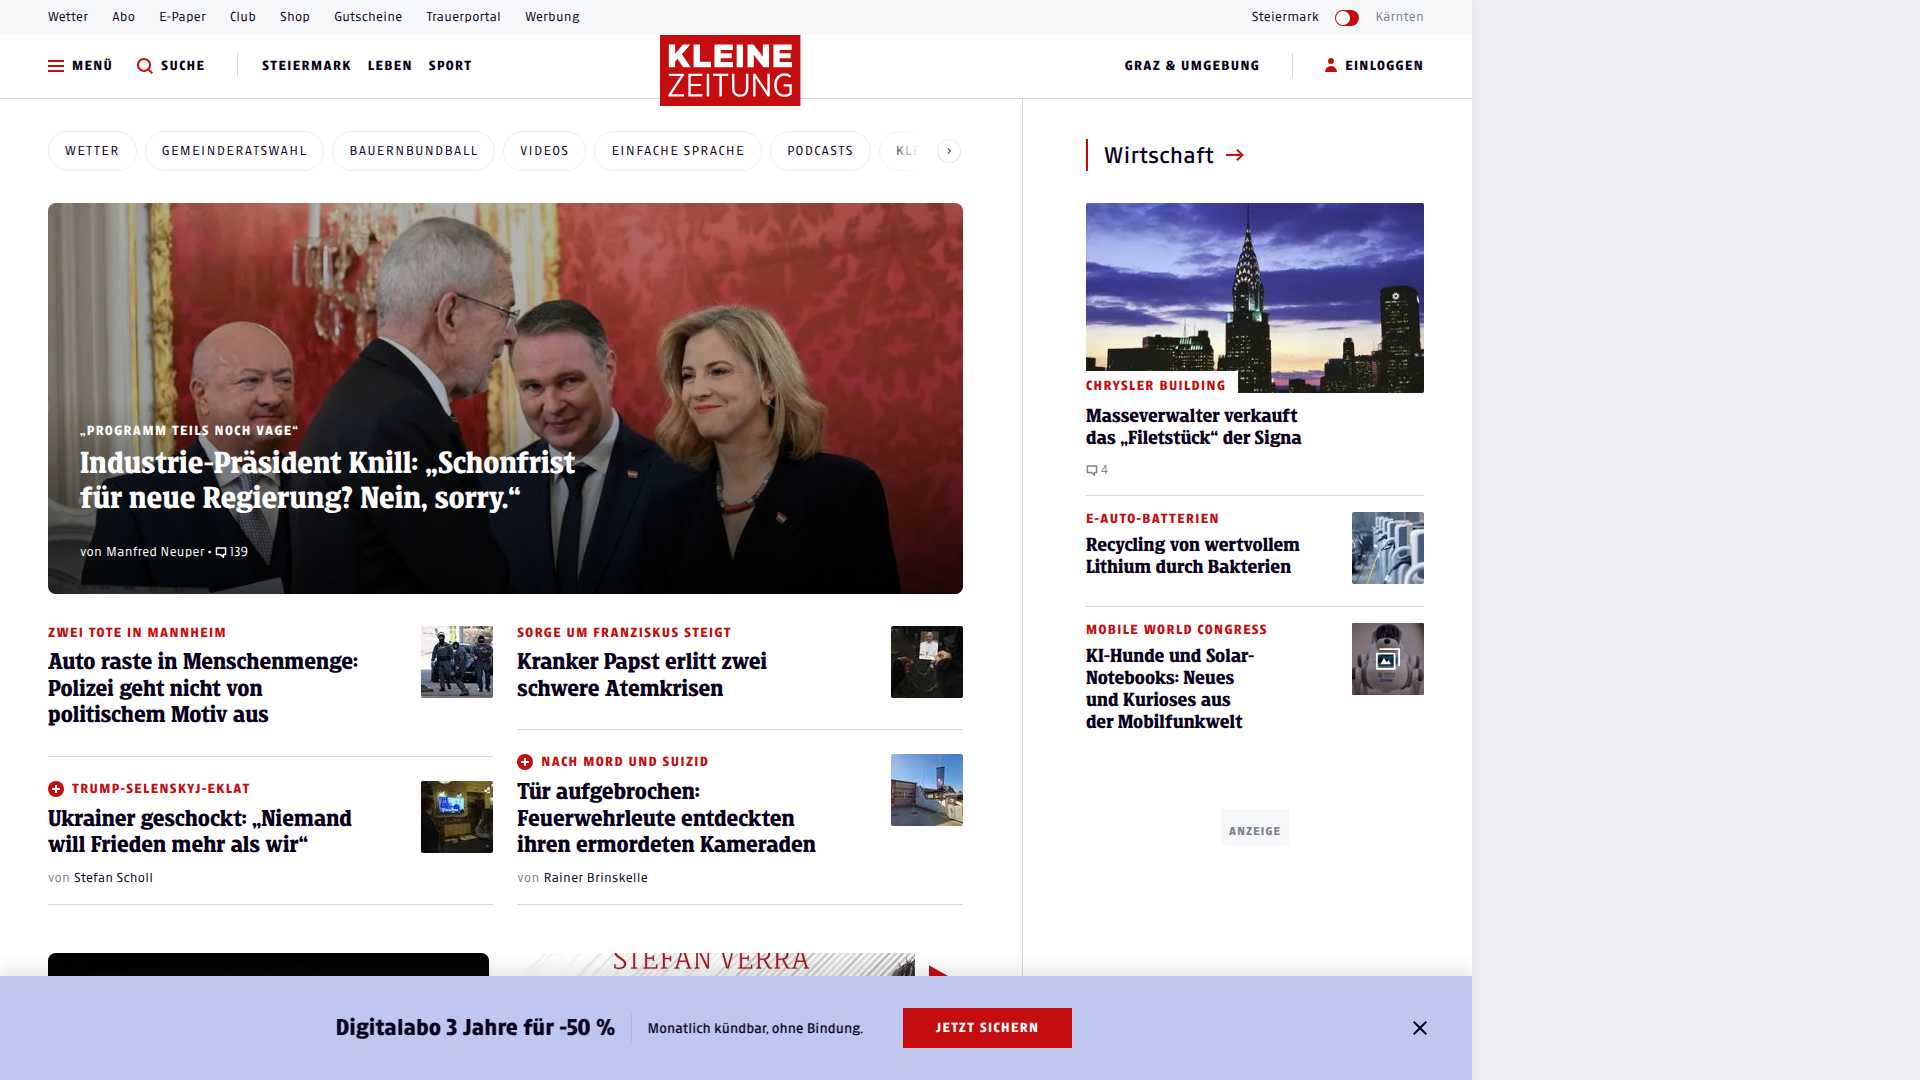 Wetter Abo E-Paper Club Shop Gutscheine Trauerportal Werbung Steiermark Kärnten
MENÜ SUCHE STEIERMARK LEBEN SPORT KLEINE ZEITUNG GRAZ & UMGEBUNG EINLOGGEN
WETTER GEMEINDERATSWAHL BAUERNBUNDBALL VIDEOS EINFACHE SPRACHE PODCASTS
„PROGRAMM TEILS NOCH VAGE“
Industrie-Präsident Knill: „Schonfrist
für neue Regierung? Nein, sorry.“
von Manfred Neuper • 139
ZWEI TOTE IN MANNHEIM
Auto raste in Menschenmenge:
Polizei geht nicht von
politischem Motiv aus
TRUMP-SELENSKYJ-EKLAT
Ukrainer geschockt: „Niemand
will Frieden mehr als wir“
von Stefan Scholl
SORGE UM FRANZISKUS STEIGT
Kranker Papst erlitt zwei
schwere Atemkrisen
NACH MORD UND SUIZID
Tür aufgebrochen:
Feuerwehrleute entdeckten
ihren ermordeten Kameraden
von Rainer Brinskelle
STEFAN VERRA
Wirtschaft
CHRYSLER BUILDING
Masseverwalter verkauft
das „Filetstück“ der Signa
4
E-AUTO-BATTERIEN
Recycling von wertvollem
Lithium durch Bakterien
MOBILE WORLD CONGRESS
KI-Hunde und Solar-
Notebooks: Neues
und Kurioses aus
der Mobilfunkwelt
ANZEIGE
Digitalabo 3 Jahre für -50 % Monatlich kündbar, ohne Bindung. JETZT SICHERN